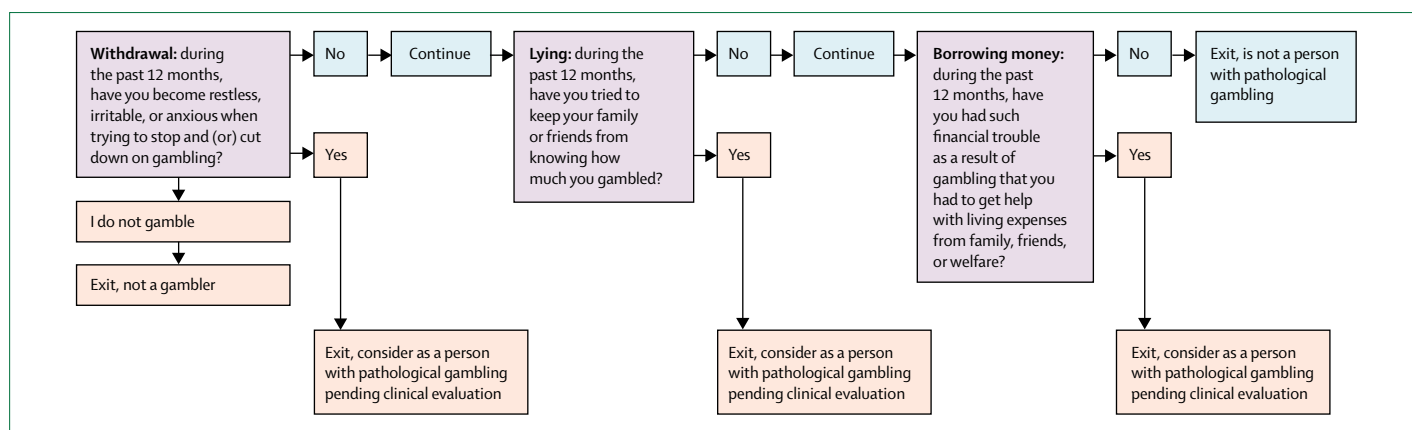 Withdrawal: during
the past 12 months,
have you become restless,
irritable, or anxious when
trying to stop and (or) cut
down on gambling?
No
Continue
Yes
I do not gamble
Exit, not a gambler
Exit, consider as a person
with pathological gambling
pending clinical evaluation
Lying: during the
past 12 months,
have you tried to
keep your family
or friends from
knowing how
much you gambled?
No
Continue
Yes
Exit, consider as a person
with pathological gambling
pending clinical evaluation
Borrowing money:
during the past
12 months, have
you had such
financial trouble
as a result of
gambling that you
had to get help
with living expenses
from family, friends,
or welfare?
No
Exit, is not a person
with pathological
gambling
Yes
Exit, consider as a person
with pathological gambling
pending clinical evaluation